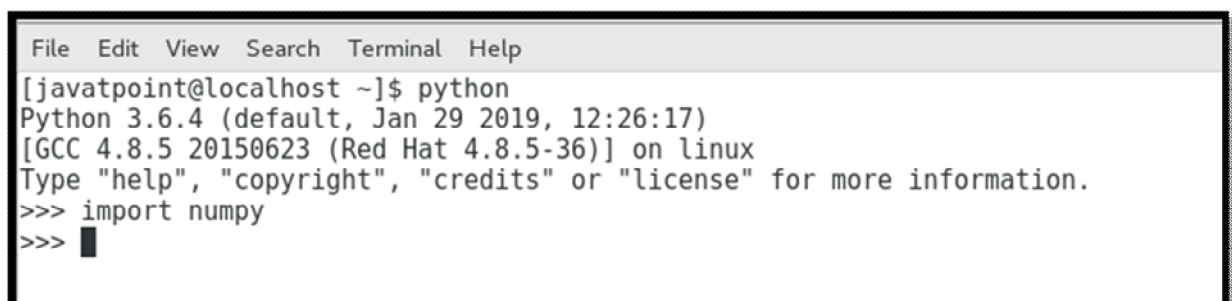 File Edit View Search Terminal Help
[javatpoint@localhost ~]$ python
Python 3.6.4 (default, Jan 29 2019, 12:26:17)
[GCC 4.8.5 20150623 (Red Hat 4.8.5-36)] on linux
Type "help", "copyright", "credits" or "license" for more information.
>>> import numpy
>>>